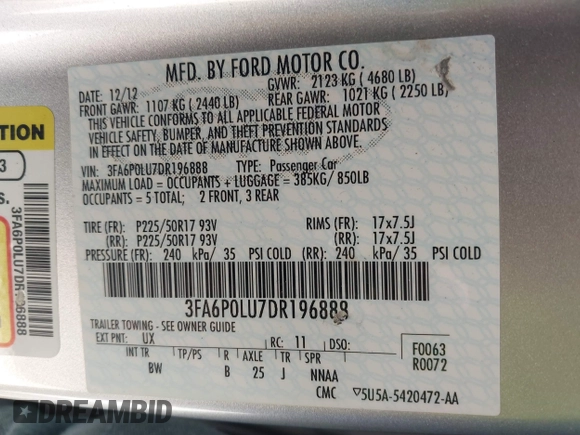 MFD. BY FORD MOTOR CO.
DATE: 12/12 GVWR: 2123 KG ( 4680 LB)
FRONT GAWR: 1107 KG ( 2440 LB) REAR GAWR: 1021 KG ( 2250 LB)
THIS VEHICLE CONFORMS TO ALL APPLICABLE FEDERAL MOTOR
VEHICLE SAFETY, BUMPER, AND THEFT PREVENTION STANDARDS
IN EFFECT ON THE DATE OF MANUFACTURE SHOWN ABOVE.
VIN: 3FA6P0LU7DR196888 TYPE: Passenger Car
MAXIMUM LOAD = OCCUPANTS + LUGGAGE = 385KG/ 850LB
OCCUPANTS = 5 TOTAL; 2 FRONT, 3 REAR
TIRE (FR): P225/50R17 93V RIMS (FR): 17x7.5J
(RR): P225/50R17 93V (RR): 17x7.5J
PRESSURE (FR): 240 kPa/ 35 PSI COLD (RR): 240 kPa/ 35 PSI COLD
3FA6P0LU7DR196888
TRAILER TOWING - SEE OWNER GUIDE
EXT PNT: UX RC: 11 DSO: F0063
R0072
INT TR TP/PS R AXLE TR SPR
BW B 25 J NNAA
CMC ▽5U5A-5420472-AA
TION
3
S.
3FA6P0LU7DR196888
DREAMBID